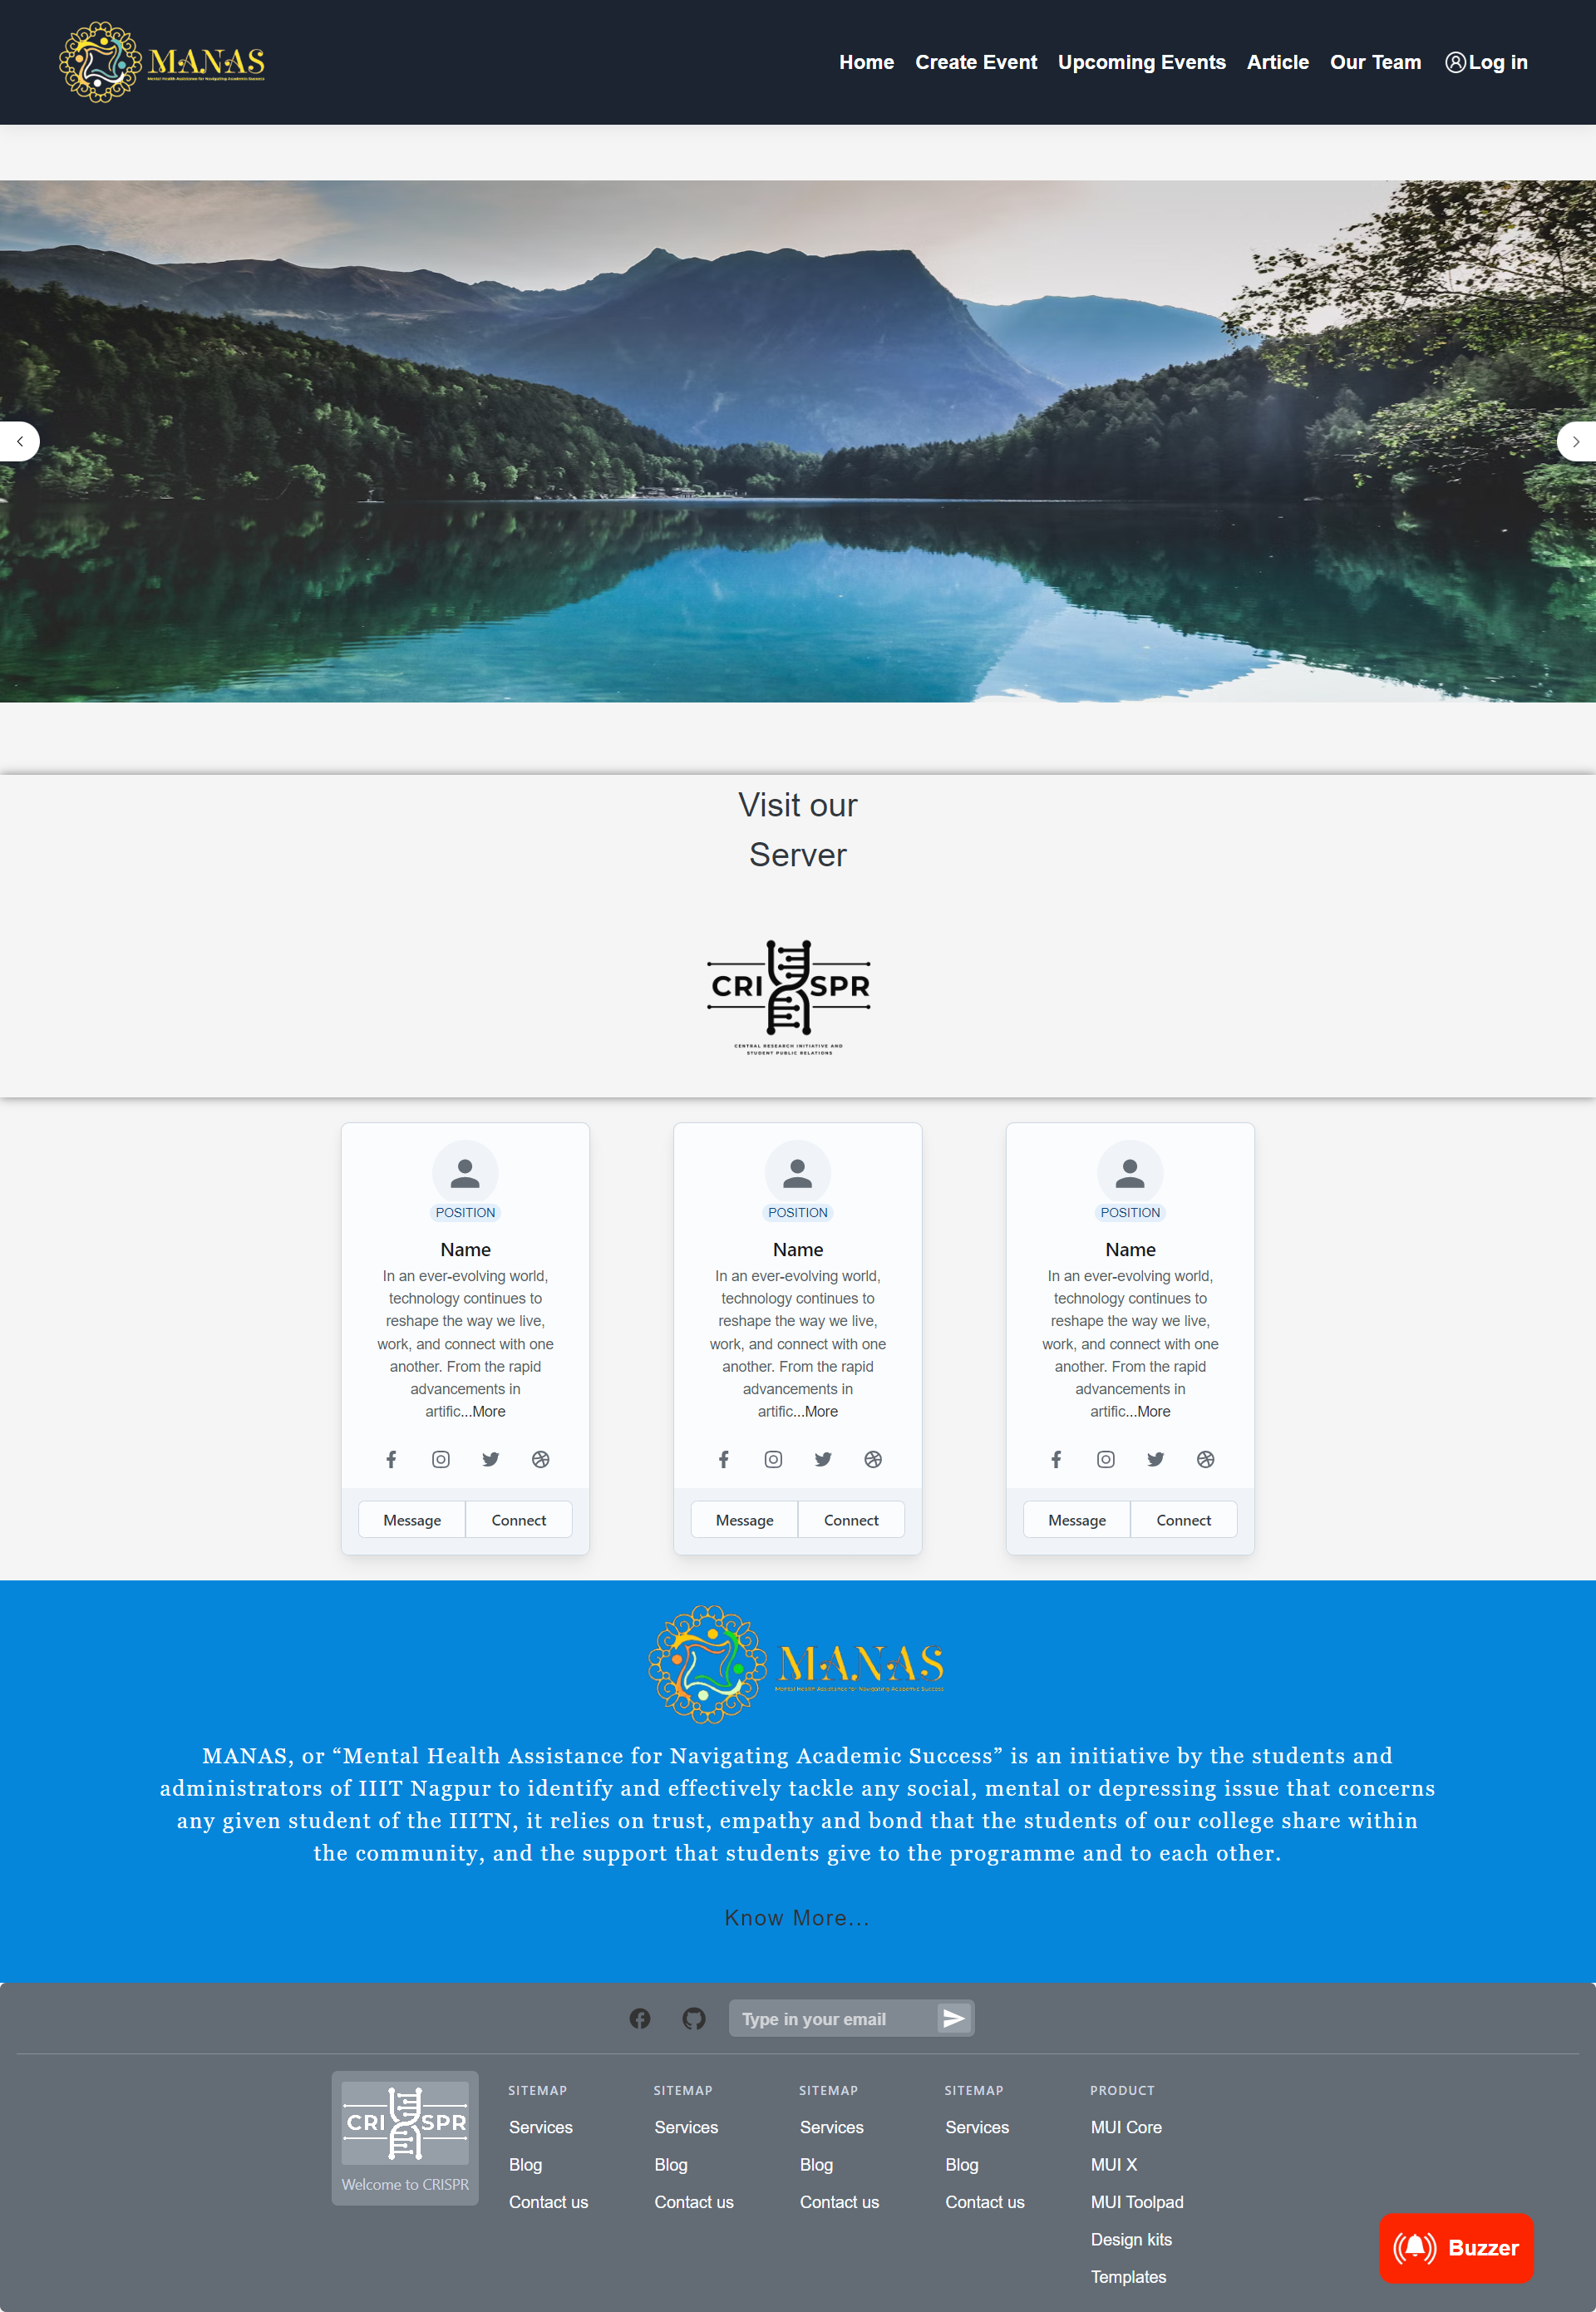 MANAS
Mental Health Assistance for Navigating Academic Success
Home Create Event Upcoming Events Article Our Team Log in
Visit our
Server
CRISPR
CENTRAL RESEARCH INITIATIVE AND
STUDENT PUBLIC RELATIONS
POSITION
Name
In an ever-evolving world,
technology continues to
reshape the way we live,
work, and connect with one
another. From the rapid
advancements in
artific...More
Message Connect
POSITION
Name
In an ever-evolving world,
technology continues to
reshape the way we live,
work, and connect with one
another. From the rapid
advancements in
artific...More
Message Connect
POSITION
Name
In an ever-evolving world,
technology continues to
reshape the way we live,
work, and connect with one
another. From the rapid
advancements in
artific...More
Message Connect
MANAS
Mental Health Assistance for Navigating Academic Success
MANAS, or “Mental Health Assistance for Navigating Academic Success” is an initiative by the students and
administrators of IIIT Nagpur to identify and effectively tackle any social, mental or depressing issue that concerns
any given student of the IIITN, it relies on trust, empathy and bond that the students of our college share within
the community, and the support that students give to the programme and to each other.
Know More...
Type in your email
CRISPR
Welcome to CRISPR
SITEMAP
Services
Blog
Contact us
SITEMAP
Services
Blog
Contact us
SITEMAP
Services
Blog
Contact us
SITEMAP
Services
Blog
Contact us
PRODUCT
MUI Core
MUI X
MUI Toolpad
Design kits
Templates
Buzzer